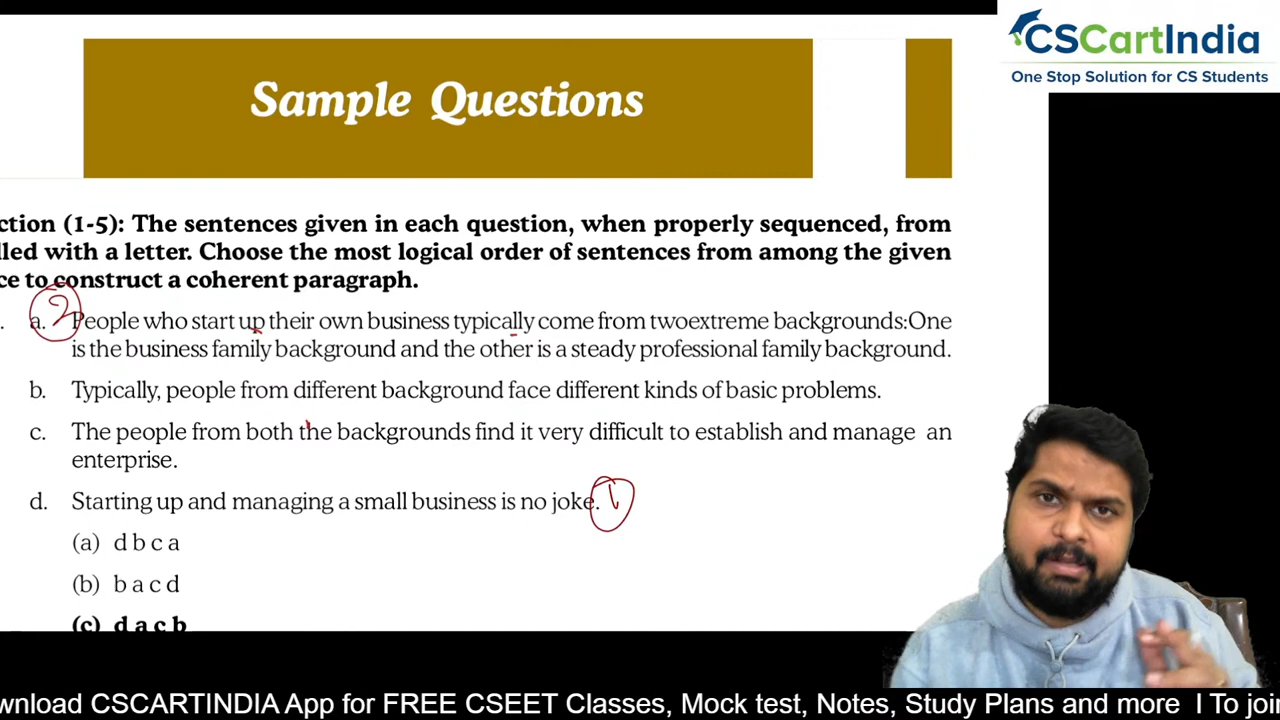 CSCartIndia
One Stop Solution for CS Students
Sample Questions
ction (1-5): The sentences given in each question, when properly sequenced, from
lled with a letter. Choose the most logical order of sentences from among the given
ce to construct a coherent paragraph.
. a. 2 People who start up their own business typically come from twoextreme backgrounds:One
is the business family background and the other is a steady professional family background.
b. Typically, people from different background face different kinds of basic problems.
c. The people from both the backgrounds find it very difficult to establish and manage an
enterprise.
d. Starting up and managing a small business is no joke. 1
(a) d b c a
(b) b a c d
(c) d a c b
wnload CSCARTINDIA App for FREE CSEET Classes, Mock test, Notes, Study Plans and more I To join